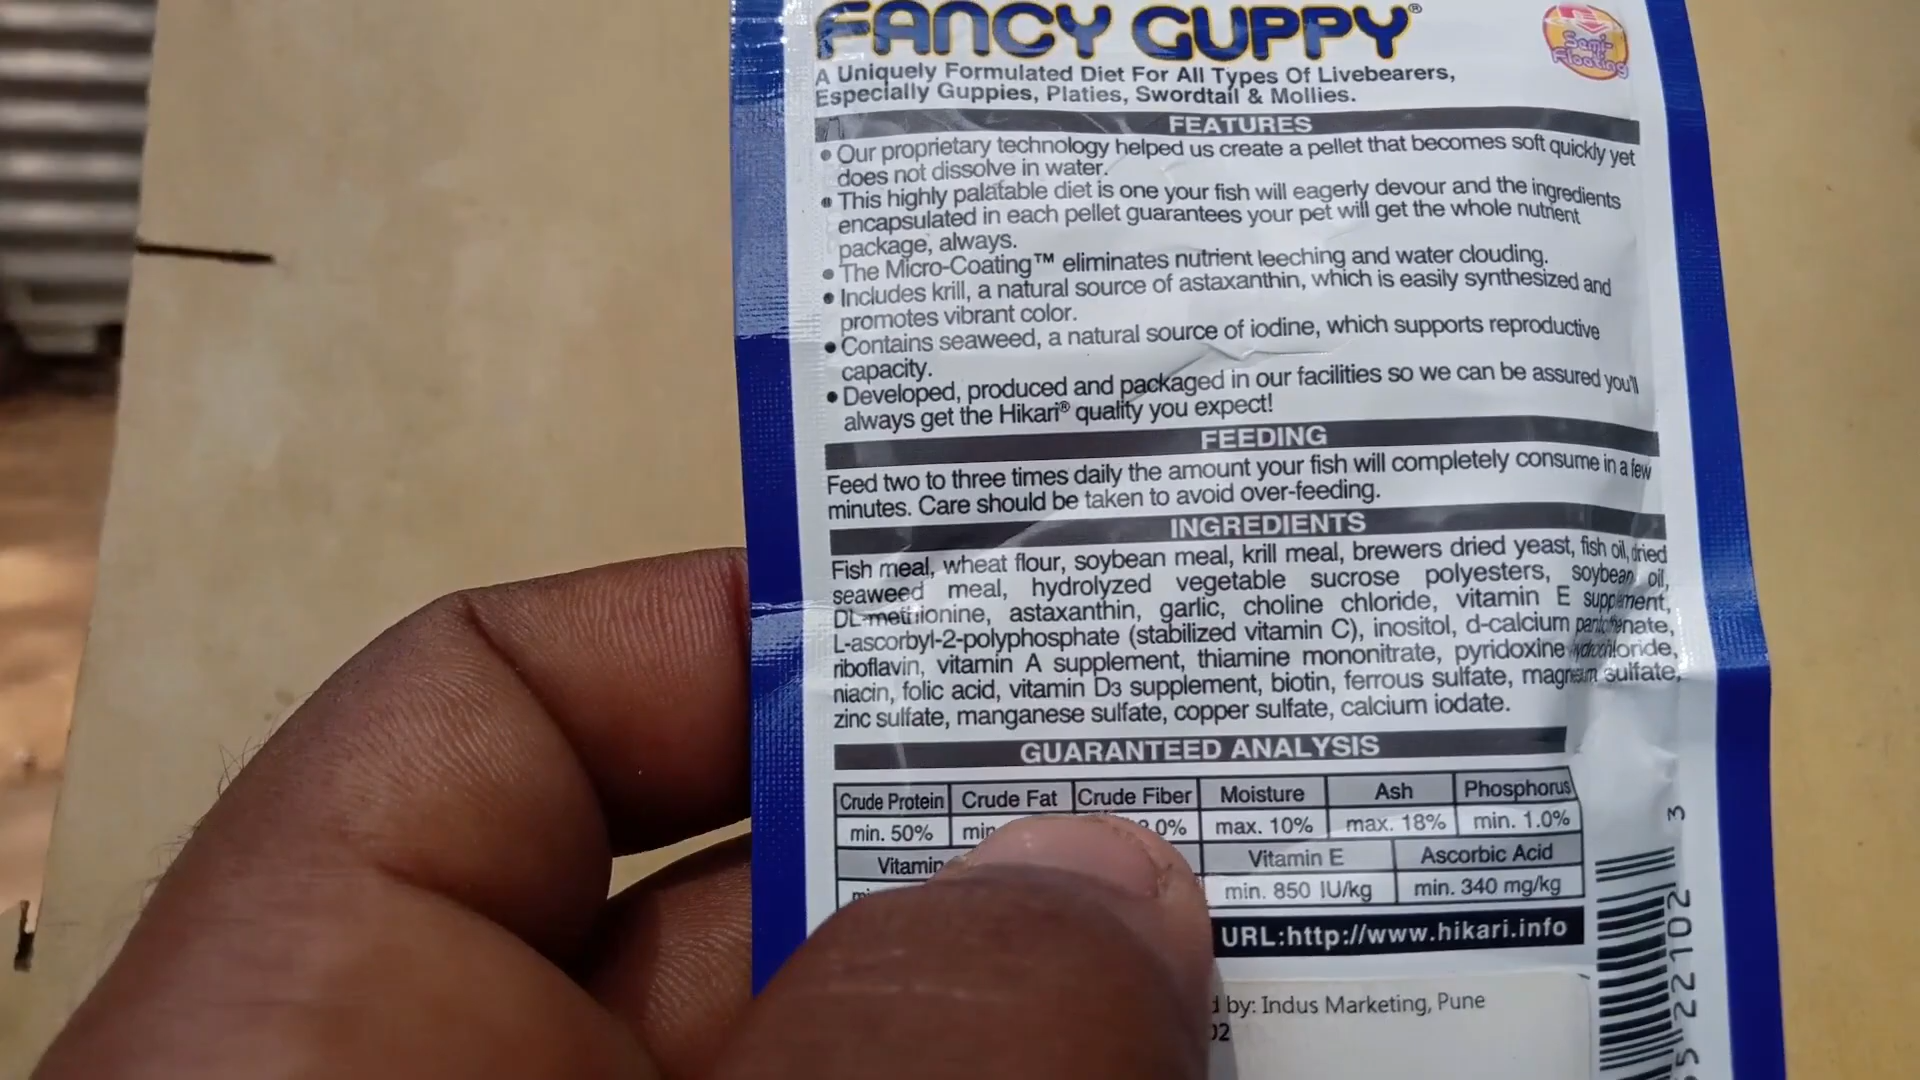 FANCY GUPPY®
Semi-
Floating
A Uniquely Formulated Diet For All Types Of Livebearers,
Especially Guppies, Platies, Swordtail & Mollies.
FEATURES
• Our proprietary technology helped us create a pellet that becomes soft quickly yet
does not dissolve in water.
• This highly palatable diet is one your fish will eagerly devour and the ingredients
encapsulated in each pellet guarantees your pet will get the whole nutrient
package, always.
• The Micro-Coating™ eliminates nutrient leeching and water clouding.
• Includes krill, a natural source of astaxanthin, which is easily synthesized and
promotes vibrant color.
• Contains seaweed, a natural source of iodine, which supports reproductive
capacity.
• Developed, produced and packaged in our facilities so we can be assured you'll
always get the Hikari® quality you expect!
FEEDING
Feed two to three times daily the amount your fish will completely consume in a few
minutes. Care should be taken to avoid over-feeding.
INGREDIENTS
Fish meal, wheat flour, soybean meal, krill meal, brewers dried yeast, fish oil, dried
seaweed meal, hydrolyzed vegetable sucrose polyesters, soybean oil,
DL-methionine, astaxanthin, garlic, choline chloride, vitamin E supplement,
L-ascorbyl-2-polyphosphate (stabilized vitamin C), inositol, d-calcium pantothenate,
riboflavin, vitamin A supplement, thiamine mononitrate, pyridoxine hydrochloride,
niacin, folic acid, vitamin D3 supplement, biotin, ferrous sulfate, magnesium sulfate,
zinc sulfate, manganese sulfate, copper sulfate, calcium iodate.
GUARANTEED ANALYSIS
Crude Protein Crude Fat Crude Fiber Moisture Ash Phosphorus
min. 50% min. .0% max. 10% max. 18% min. 1.0%
Vitamin Vitamin E Ascorbic Acid
min. 850 IU/kg min. 340 mg/kg
URL:http://www.hikari.info
by: Indus Marketing, Pune
02
5 22102 3